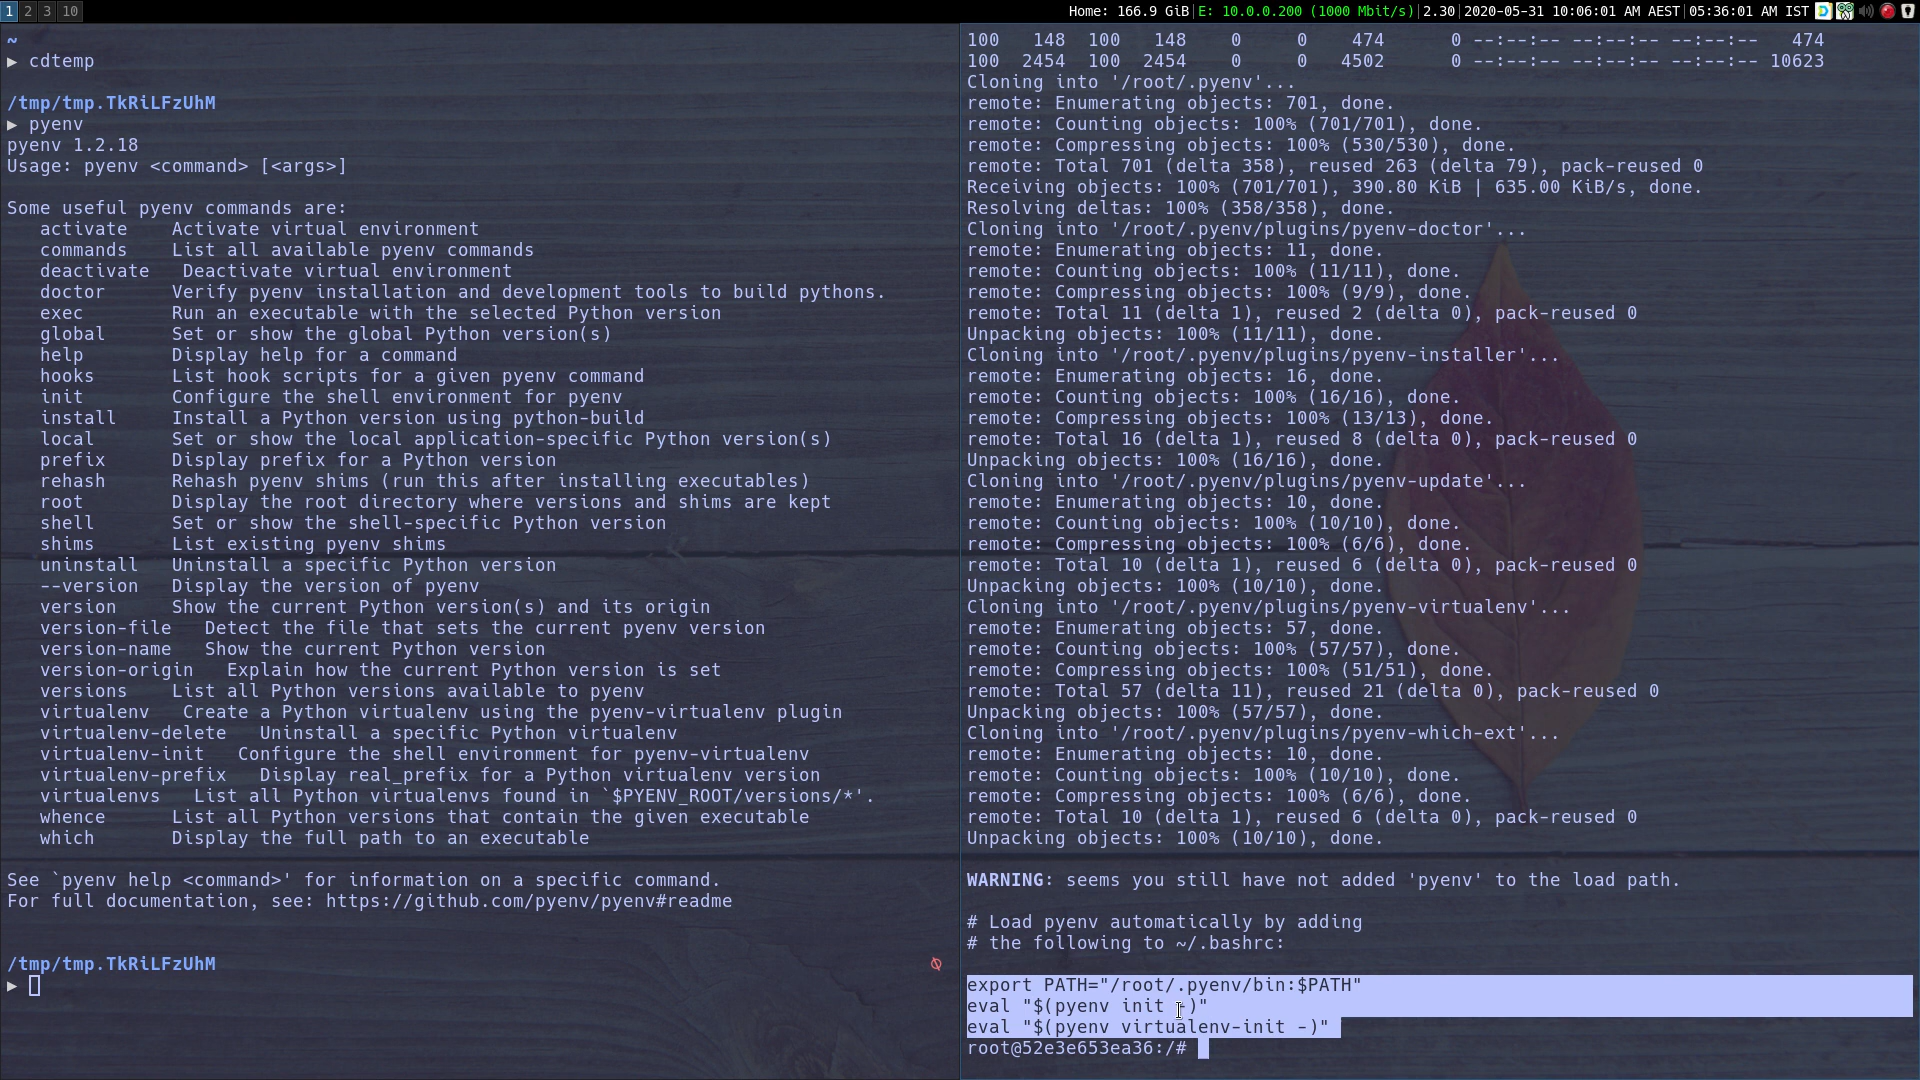 1 2 3 10
Home: 166.9 GiB|E: 10.0.0.200 (1000 Mbit/s)|2.30|2020-05-31 10:06:01 AM AEST|05:36:01 AM IST
~
▶ cdtemp
/tmp/tmp.TkRiLFzUhM
▶ pyenv
pyenv 1.2.18
Usage: pyenv <command> [<args>]
Some useful pyenv commands are:
activate    Activate virtual environment
commands    List all available pyenv commands
deactivate   Deactivate virtual environment
doctor      Verify pyenv installation and development tools to build pythons.
exec        Run an executable with the selected Python version
global      Set or show the global Python version(s)
help        Display help for a command
hooks       List hook scripts for a given pyenv command
init        Configure the shell environment for pyenv
install     Install a Python version using python-build
local       Set or show the local application-specific Python version(s)
prefix      Display prefix for a Python version
rehash      Rehash pyenv shims (run this after installing executables)
root        Display the root directory where versions and shims are kept
shell       Set or show the shell-specific Python version
shims       List existing pyenv shims
uninstall   Uninstall a specific Python version
--version   Display the version of pyenv
version     Show the current Python version(s) and its origin
version-file   Detect the file that sets the current pyenv version
version-name   Show the current Python version
version-origin   Explain how the current Python version is set
versions    List all Python versions available to pyenv
virtualenv   Create a Python virtualenv using the pyenv-virtualenv plugin
virtualenv-delete   Uninstall a specific Python virtualenv
virtualenv-init   Configure the shell environment for pyenv-virtualenv
virtualenv-prefix   Display real_prefix for a Python virtualenv version
virtualenvs   List all Python virtualenvs found in `$PYENV_ROOT/versions/*'.
whence      List all Python versions that contain the given executable
which       Display the full path to an executable
See `pyenv help <command>' for information on a specific command.
For full documentation, see: https://github.com/pyenv/pyenv#readme
/tmp/tmp.TkRiLFzUhM
▶
100   148  100   148    0     0    474      0 --:--:-- --:--:-- --:--:--   474
100  2454  100  2454    0     0   4502      0 --:--:-- --:--:-- --:--:-- 10623
Cloning into '/root/.pyenv'...
remote: Enumerating objects: 701, done.
remote: Counting objects: 100% (701/701), done.
remote: Compressing objects: 100% (530/530), done.
remote: Total 701 (delta 358), reused 263 (delta 79), pack-reused 0
Receiving objects: 100% (701/701), 390.80 KiB | 635.00 KiB/s, done.
Resolving deltas: 100% (358/358), done.
Cloning into '/root/.pyenv/plugins/pyenv-doctor'...
remote: Enumerating objects: 11, done.
remote: Counting objects: 100% (11/11), done.
remote: Compressing objects: 100% (9/9), done.
remote: Total 11 (delta 1), reused 2 (delta 0), pack-reused 0
Unpacking objects: 100% (11/11), done.
Cloning into '/root/.pyenv/plugins/pyenv-installer'...
remote: Enumerating objects: 16, done.
remote: Counting objects: 100% (16/16), done.
remote: Compressing objects: 100% (13/13), done.
remote: Total 16 (delta 1), reused 8 (delta 0), pack-reused 0
Unpacking objects: 100% (16/16), done.
Cloning into '/root/.pyenv/plugins/pyenv-update'...
remote: Enumerating objects: 10, done.
remote: Counting objects: 100% (10/10), done.
remote: Compressing objects: 100% (6/6), done.
remote: Total 10 (delta 1), reused 6 (delta 0), pack-reused 0
Unpacking objects: 100% (10/10), done.
Cloning into '/root/.pyenv/plugins/pyenv-virtualenv'...
remote: Enumerating objects: 57, done.
remote: Counting objects: 100% (57/57), done.
remote: Compressing objects: 100% (51/51), done.
remote: Total 57 (delta 11), reused 21 (delta 0), pack-reused 0
Unpacking objects: 100% (57/57), done.
Cloning into '/root/.pyenv/plugins/pyenv-which-ext'...
remote: Enumerating objects: 10, done.
remote: Counting objects: 100% (10/10), done.
remote: Compressing objects: 100% (6/6), done.
remote: Total 10 (delta 1), reused 6 (delta 0), pack-reused 0
Unpacking objects: 100% (10/10), done.
WARNING: seems you still have not added 'pyenv' to the load path.
# Load pyenv automatically by adding
# the following to ~/.bashrc:
export PATH="/root/.pyenv/bin:$PATH"
eval "$(pyenv init -)"
eval "$(pyenv virtualenv-init -)"
root@52e3e653ea36:/#